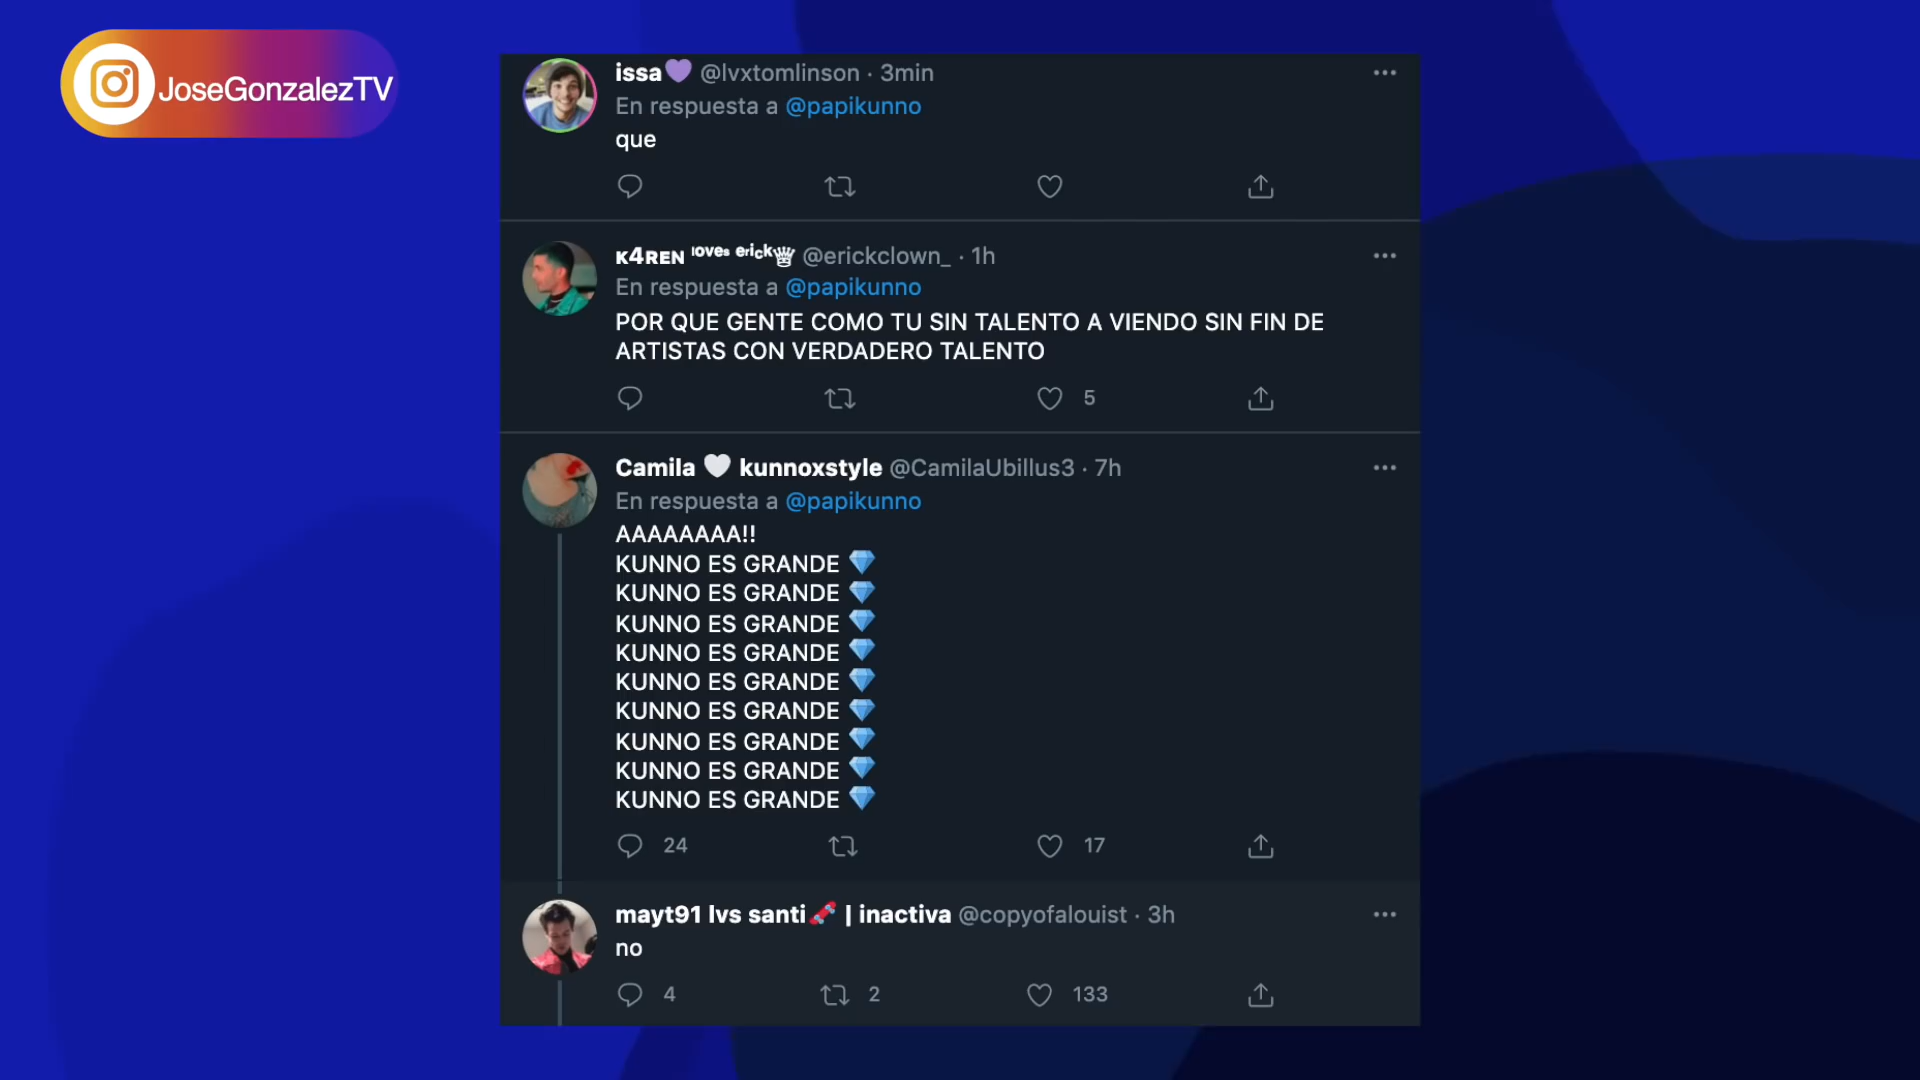 JoseGonzalezTV
issa💜 @lvxtomlinson · 3min
En respuesta a @papikunno
que
ᴋ4ʀᴇɴ ˡᵒᵛᵉˢ ᵉʳⁱᶜᵏ♕ @erickclown_ · 1h
En respuesta a @papikunno
POR QUE GENTE COMO TU SIN TALENTO A VIENDO SIN FIN DE
ARTISTAS CON VERDADERO TALENTO
5
Camila 🤍 kunnoxstyle @CamilaUbillus3 · 7h
En respuesta a @papikunno
AAAAAAAA!!
KUNNO ES GRANDE 💎
KUNNO ES GRANDE 💎
KUNNO ES GRANDE 💎
KUNNO ES GRANDE 💎
KUNNO ES GRANDE 💎
KUNNO ES GRANDE 💎
KUNNO ES GRANDE 💎
KUNNO ES GRANDE 💎
KUNNO ES GRANDE 💎
24 17
mayt91 lvs santi🛹 | inactiva @copyofalouist · 3h
no
4 2 133